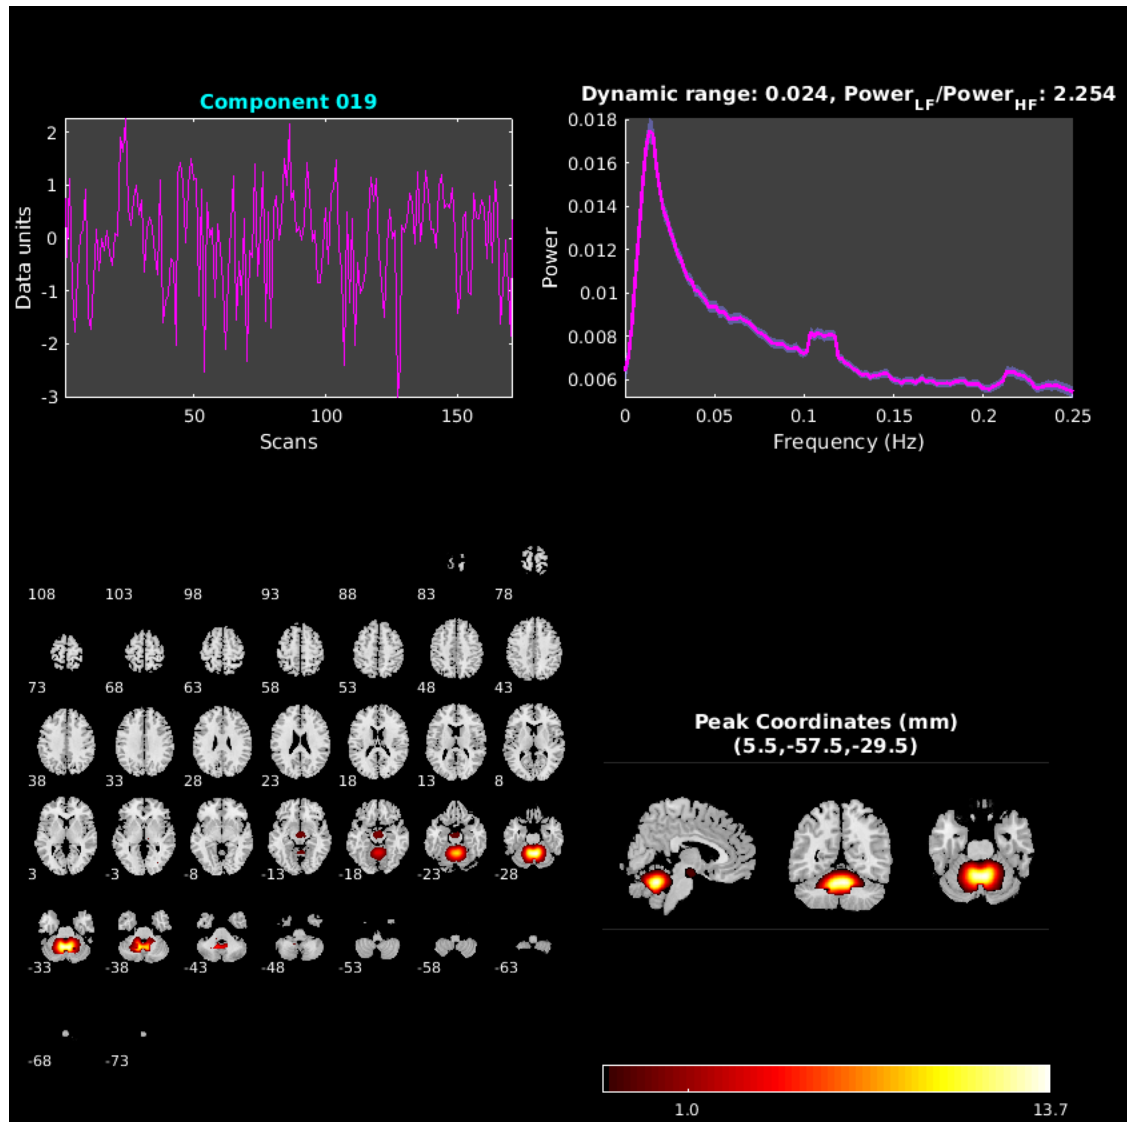 Component 019
Dynamic range: 0.024, Power_LF/Power_HF: 2.254
2
1
0
-1
-2
-3
Data units
50
100
150
Scans
0.018
0.016
0.014
0.012
0.01
0.008
0.006
Power
0
0.05
0.1
0.15
0.2
0.25
Frequency (Hz)
108 103 98 93 88 83 78
73 68 63 58 53 48 43
38 33 28 23 18 13 8
3 -3 -8 -13 -18 -23 -28
-33 -38 -43 -48 -53 -58 -63
-68 -73
Peak Coordinates (mm)
(5.5,-57.5,-29.5)
1.0 13.7